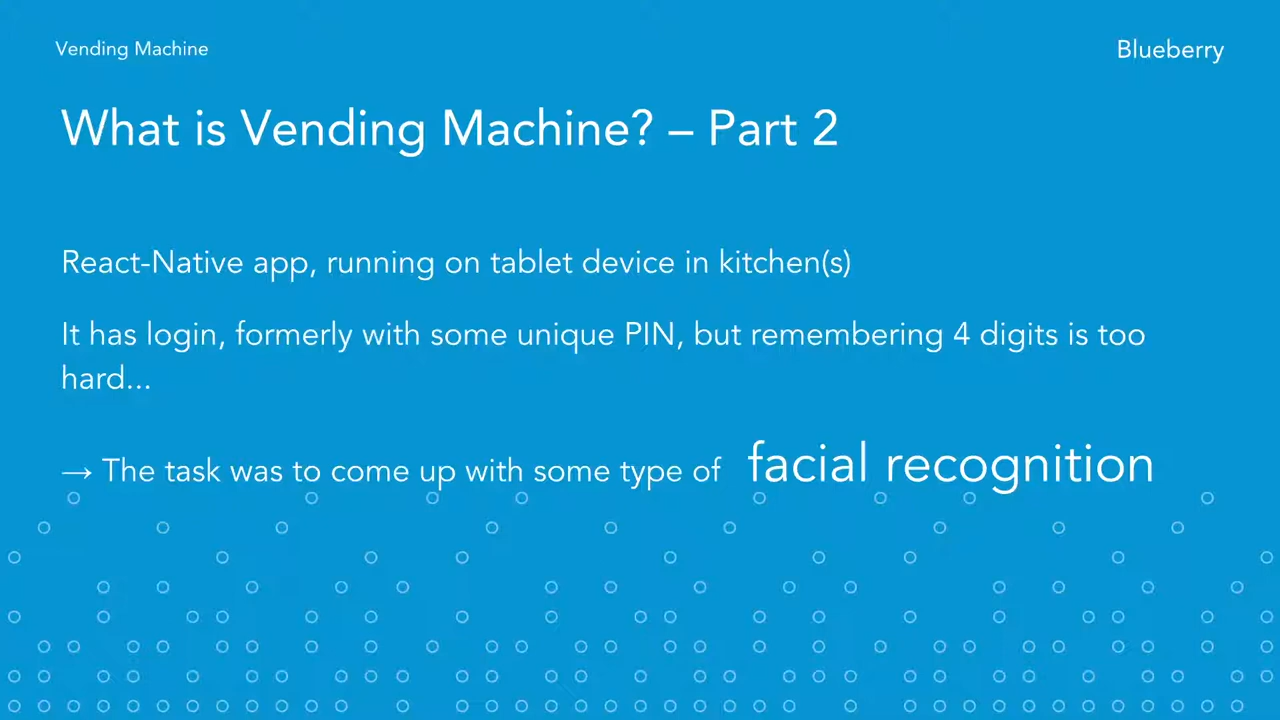 Vending Machine
Blueberry
What is Vending Machine? – Part 2
React-Native app, running on tablet device in kitchen(s)
It has login, formerly with some unique PIN, but remembering 4 digits is too
hard...
→ The task was to come up with some type of facial recognition